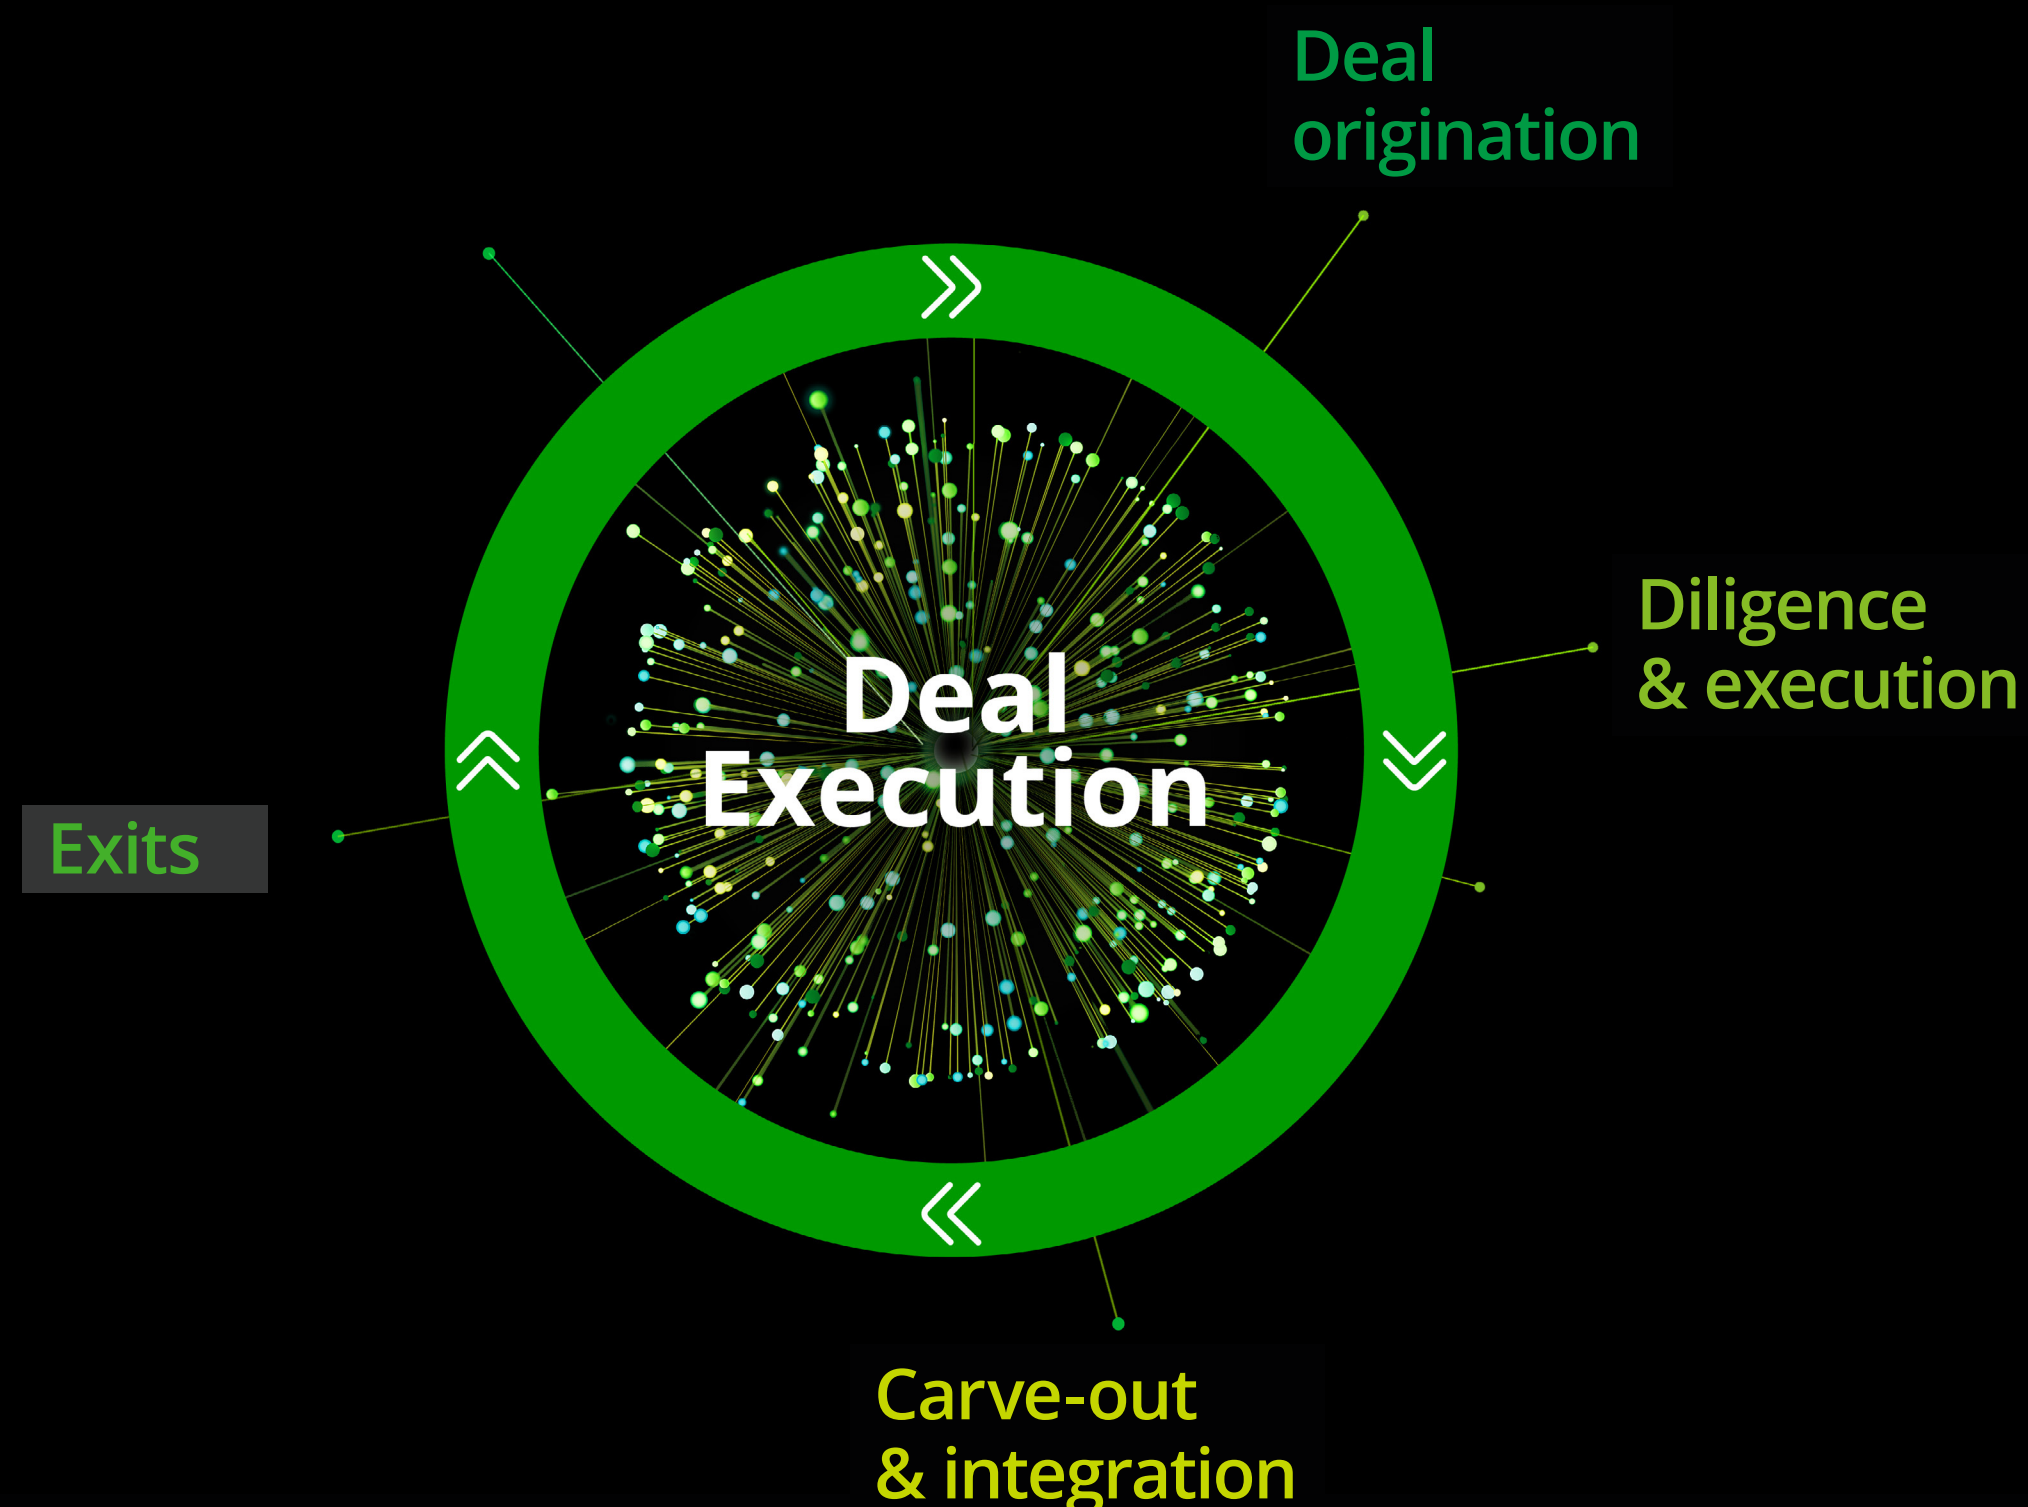 Deal
origination
Diligence
& execution
Deal
Execution
Exits
Carve-out
& integration